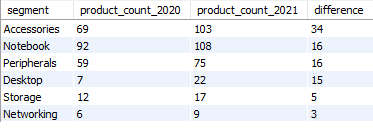 segment product_count_2020 product_count_2021 difference
Accessories 69 103 34
Notebook 92 108 16
Peripherals 59 75 16
Desktop 7 22 15
Storage 12 17 5
Networking 6 9 3